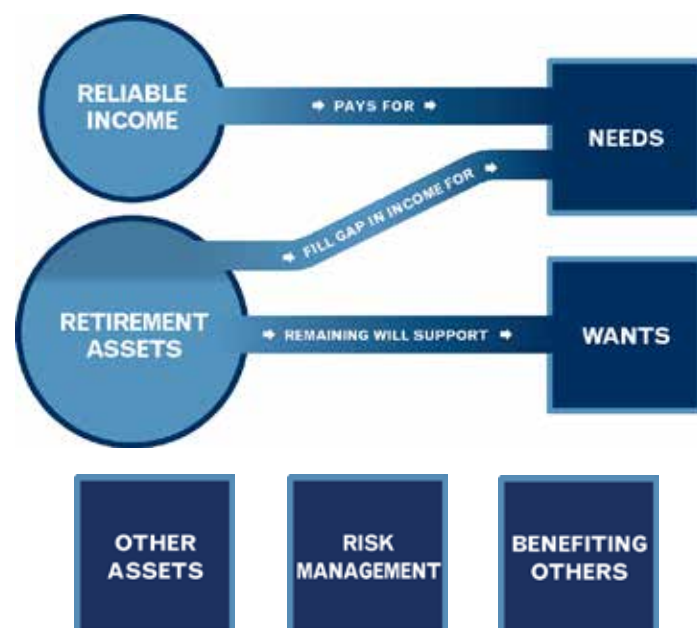 RELIABLE
INCOME
➡ PAYS FOR ➡
NEEDS
➡ FILL GAP IN INCOME FOR ➡
RETIREMENT
ASSETS
➡ REMAINING WILL SUPPORT ➡
WANTS
OTHER
ASSETS
RISK
MANAGEMENT
BENEFITING
OTHERS